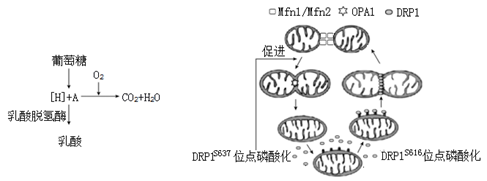 Mfn1/Mfn2 OPA1 DRP1
促进
葡萄糖
O₂
[H]+A
CO₂+H₂O
乳酸脱氢酶
乳酸
DRP1ˢ⁶³⁷位点磷酸化
DRP1ˢ⁶¹⁶位点磷酸化